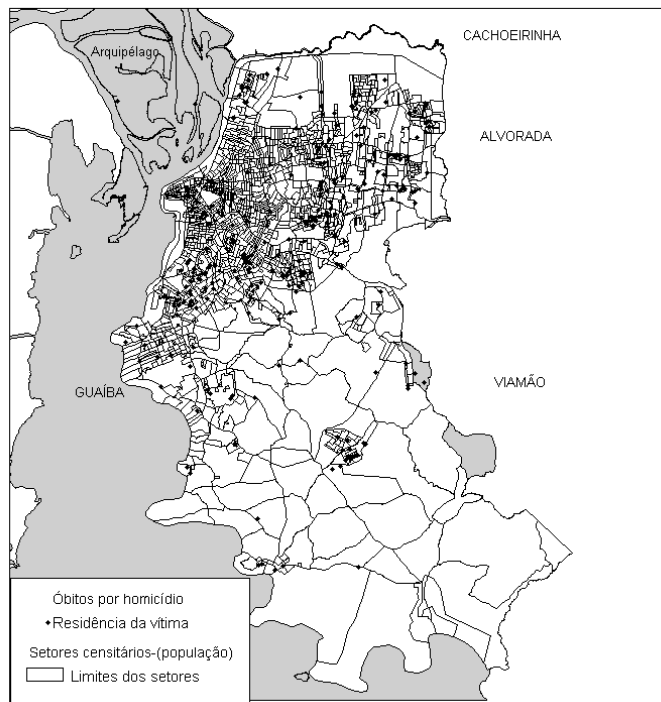 CACHOEIRINHA
Arquipélago
ALVORADA
GUAÍBA
VIAMÃO
Óbitos por homicídio
Residência da vítima
Setores censitários-(população)
Limites dos setores